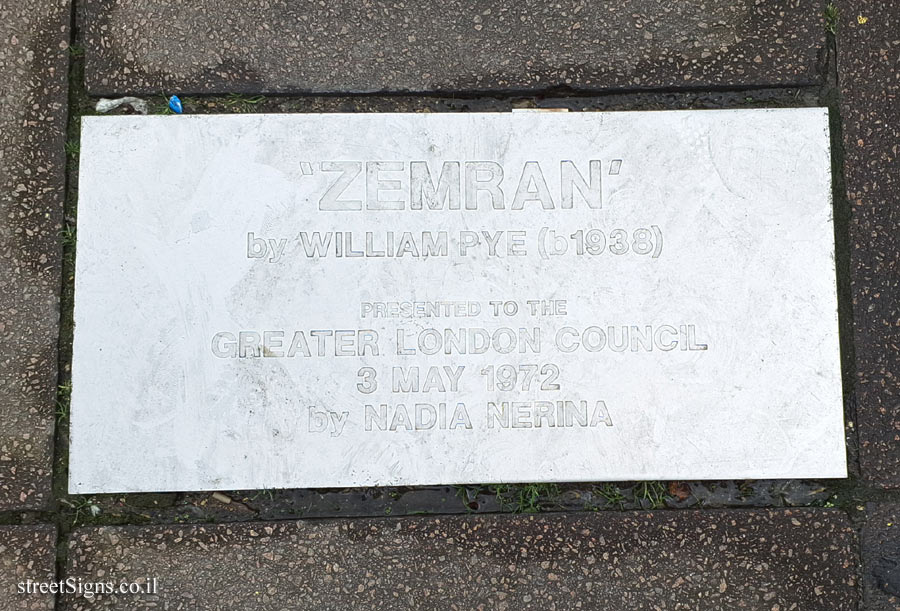 'ZEMRAN'
by WILLIAM PYE (b1938)
PRESENTED TO THE
GREATER LONDON COUNCIL
3 MAY 1972
by NADIA NERINA
streetSigns.co.il